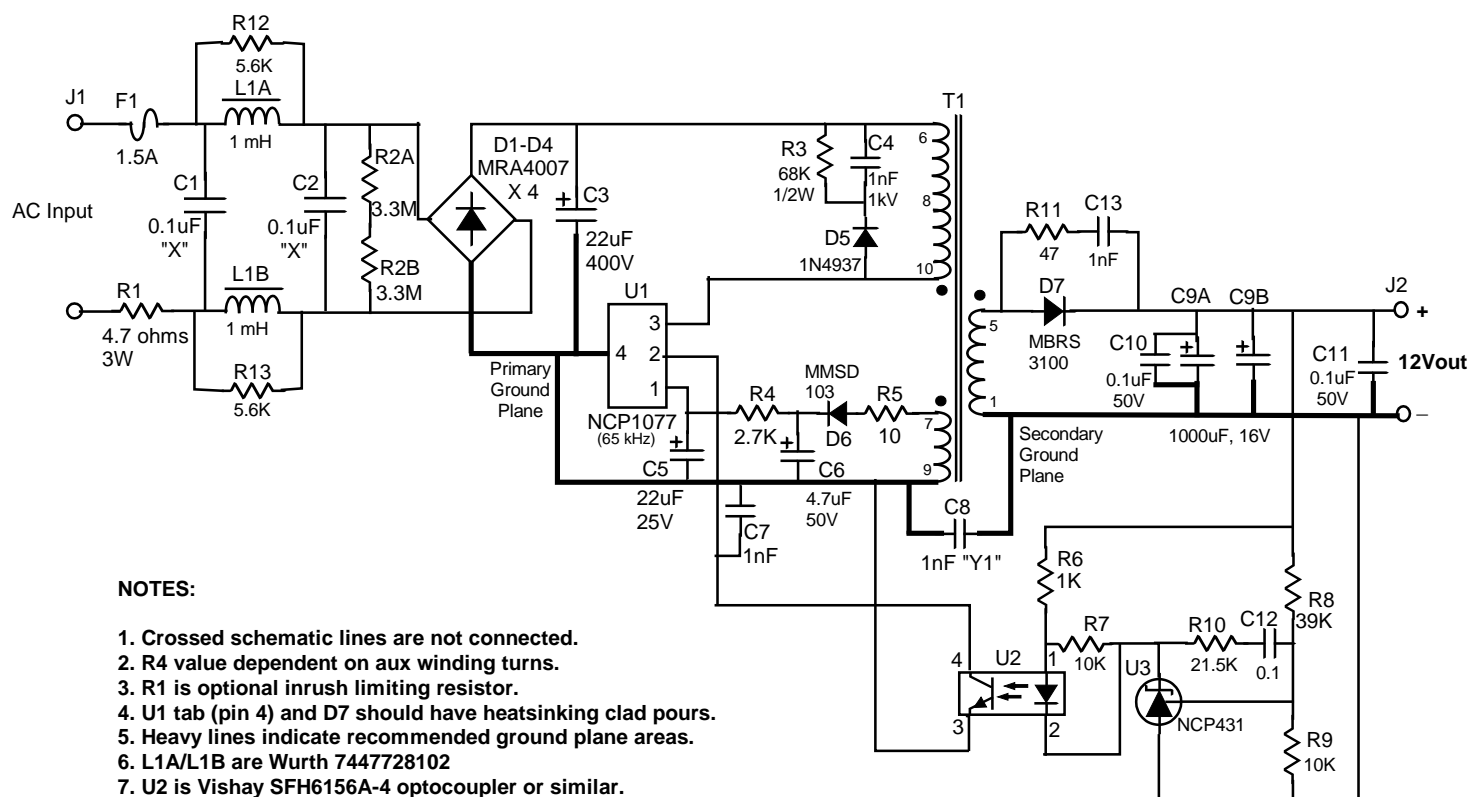 R12
5.6K
L1A
1 mH
J1
F1
1.5A
AC Input
C1
0.1uF
"X"
C2
0.1uF
"X"
R2A
3.3M
R2B
3.3M
L1B
1 mH
R1
4.7 ohms
3W
R13
5.6K
D1-D4
MRA4007
X 4
C3
+
22uF
400V
Primary
Ground
Plane
U1
3
4
2
1
NCP1077
(65 kHz)
R3
68K
1/2W
C4
1nF
1kV
D5
1N4937
T1
6
8
10
7
9
5
1
R4
2.7K
MMSD
103
D6
R5
10
+
C5
22uF
25V
+
C6
4.7uF
50V
C7
1nF
C8
1nF "Y1"
R11
47
C13
1nF
D7
MBRS
3100
C10
0.1uF
50V
C9A
+
C9B
+
1000uF, 16V
C11
0.1uF
50V
J2
+
12Vout
_
Secondary
Ground
Plane
R6
1K
R7
10K
R10
21.5K
C12
0.1
R8
39K
U2
4
3
1
2
U3
NCP431
R9
10K
NOTES:
1. Crossed schematic lines are not connected.
2. R4 value dependent on aux winding turns.
3. R1 is optional inrush limiting resistor.
4. U1 tab (pin 4) and D7 should have heatsinking clad pours.
5. Heavy lines indicate recommended ground plane areas.
6. L1A/L1B are Wurth 7447728102
7. U2 is Vishay SFH6156A-4 optocoupler or similar.